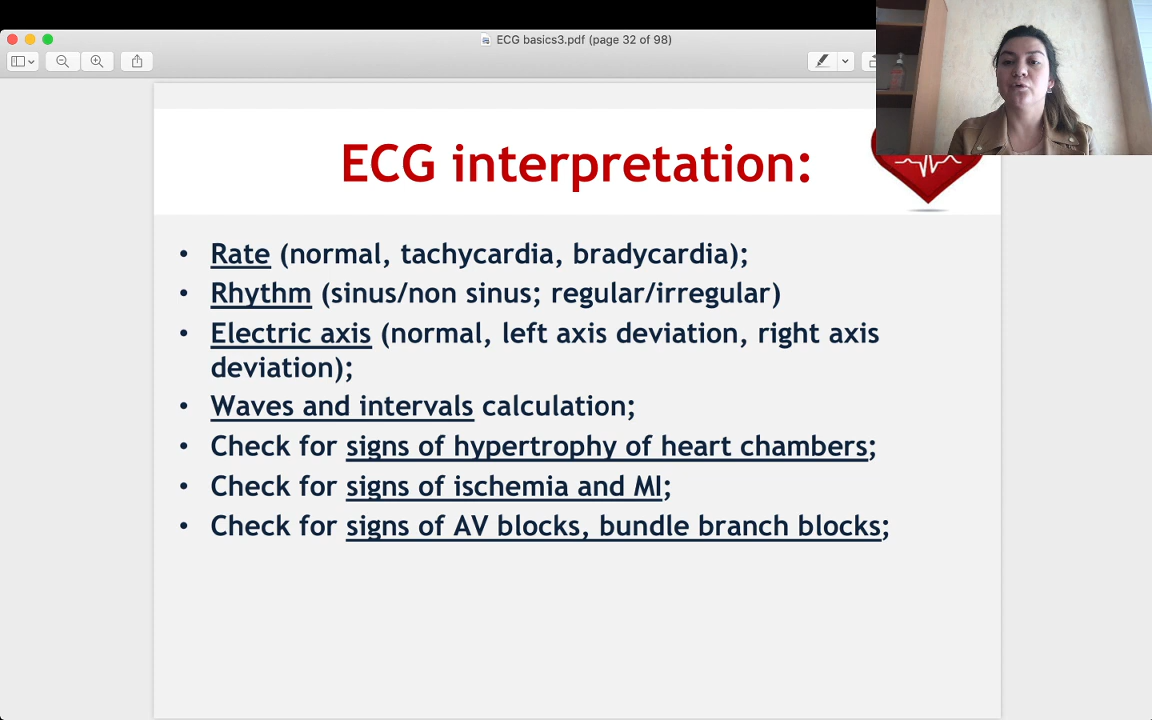 ECG basics3.pdf (page 32 of 98)
ECG interpretation:
• Rate (normal, tachycardia, bradycardia);
• Rhythm (sinus/non sinus; regular/irregular)
• Electric axis (normal, left axis deviation, right axis
deviation);
• Waves and intervals calculation;
• Check for signs of hypertrophy of heart chambers;
• Check for signs of ischemia and MI;
• Check for signs of AV blocks, bundle branch blocks;